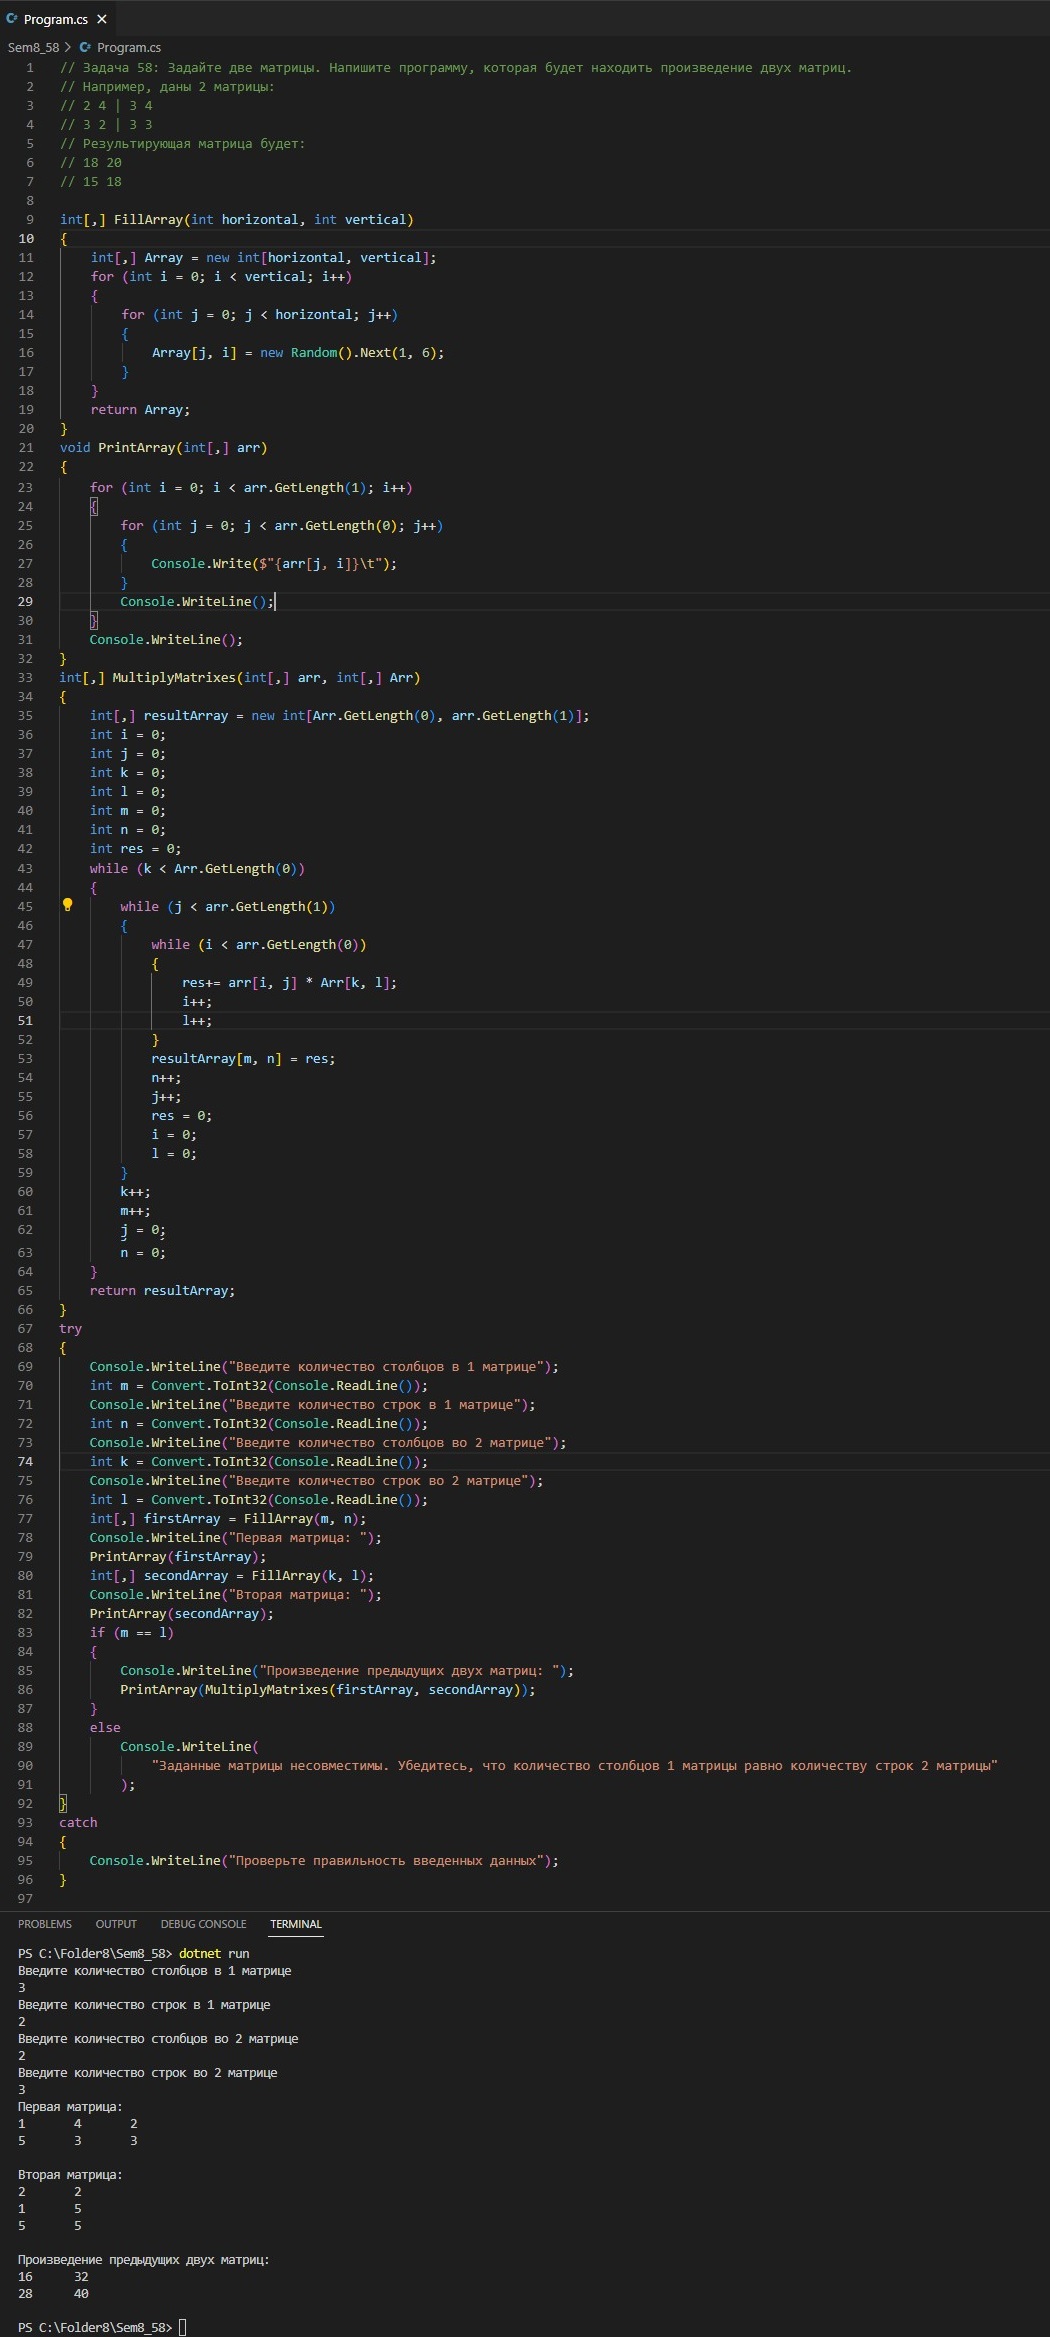 Program.cs
Sem8_58 > Program.cs
1 // Задача 58: Задайте две матрицы. Напишите программу, которая будет находить произведение двух матриц.
2 // Например, даны 2 матрицы:
3 // 2 4 | 3 4
4 // 3 2 | 3 3
5 // Результирующая матрица будет:
6 // 18 20
7 // 15 18
8
9 int[,] FillArray(int horizontal, int vertical)
10 {
11 int[,] Array = new int[horizontal, vertical];
12 for (int i = 0; i < vertical; i++)
13 {
14 for (int j = 0; j < horizontal; j++)
15 {
16 Array[j, i] = new Random().Next(1, 6);
17 }
18 }
19 return Array;
20 }
21 void PrintArray(int[,] arr)
22 {
23 for (int i = 0; i < arr.GetLength(1); i++)
24 {
25 for (int j = 0; j < arr.GetLength(0); j++)
26 {
27 Console.Write($"{arr[j, i]}\t");
28 }
29 Console.WriteLine();
30 }
31 Console.WriteLine();
32 }
33 int[,] MultiplyMatrixes(int[,] arr, int[,] Arr)
34 {
35 int[,] resultArray = new int[Arr.GetLength(0), arr.GetLength(1)];
36 int i = 0;
37 int j = 0;
38 int k = 0;
39 int l = 0;
40 int m = 0;
41 int n = 0;
42 int res = 0;
43 while (k < Arr.GetLength(0))
44 {
45 while (j < arr.GetLength(1))
46 {
47 while (i < arr.GetLength(0))
48 {
49 res+= arr[i, j] * Arr[k, l];
50 i++;
51 l++;
52 }
53 resultArray[m, n] = res;
54 n++;
55 j++;
56 res = 0;
57 i = 0;
58 l = 0;
59 }
60 k++;
61 m++;
62 j = 0;
63 n = 0;
64 }
65 return resultArray;
66 }
67 try
68 {
69 Console.WriteLine("Введите количество столбцов в 1 матрице");
70 int m = Convert.ToInt32(Console.ReadLine());
71 Console.WriteLine("Введите количество строк в 1 матрице");
72 int n = Convert.ToInt32(Console.ReadLine());
73 Console.WriteLine("Введите количество столбцов во 2 матрице");
74 int k = Convert.ToInt32(Console.ReadLine());
75 Console.WriteLine("Введите количество строк во 2 матрице");
76 int l = Convert.ToInt32(Console.ReadLine());
77 int[,] firstArray = FillArray(m, n);
78 Console.WriteLine("Первая матрица: ");
79 PrintArray(firstArray);
80 int[,] secondArray = FillArray(k, l);
81 Console.WriteLine("Вторая матрица: ");
82 PrintArray(secondArray);
83 if (m == l)
84 {
85 Console.WriteLine("Произведение предыдущих двух матриц: ");
86 PrintArray(MultiplyMatrixes(firstArray, secondArray));
87 }
88 else
89 Console.WriteLine(
90 "Заданные матрицы несовместимы. Убедитесь, что количество столбцов 1 матрицы равно количеству строк 2 матрицы"
91 );
92 }
93 catch
94 {
95 Console.WriteLine("Проверьте правильность введенных данных");
96 }
97
PROBLEMS OUTPUT DEBUG CONSOLE TERMINAL
PS C:\Folder8\Sem8_58> dotnet run
Введите количество столбцов в 1 матрице
3
Введите количество строк в 1 матрице
2
Введите количество столбцов во 2 матрице
2
Введите количество строк во 2 матрице
3
Первая матрица:
1 4 2
5 3 3
Вторая матрица:
2 2
1 5
5 5
Произведение предыдущих двух матриц:
16 32
28 40
PS C:\Folder8\Sem8_58>